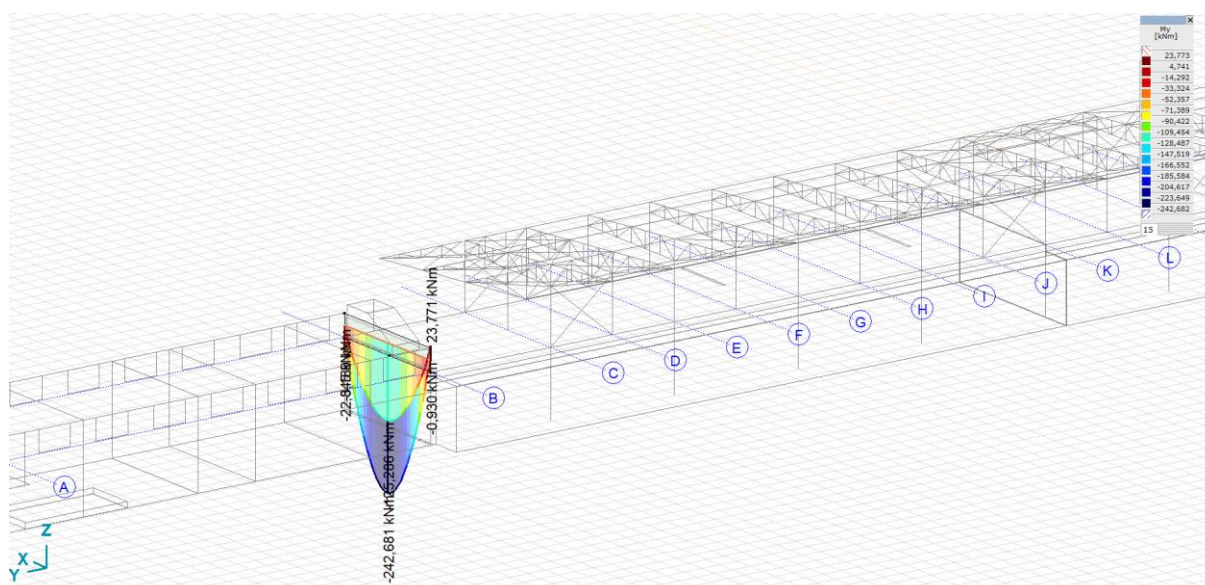 My
[kNm]
23,773
4,741
-14,292
-33,324
-52,357
-71,389
-90,422
-109,454
-128,487
-147,519
-166,552
-185,584
-204,617
-223,649
-242,682
15
L
K
J
I
H
G
F
E
D
C
B
A
23,771 kNm
-0,930 kNm
-242,681 kNm
Z
X
Y